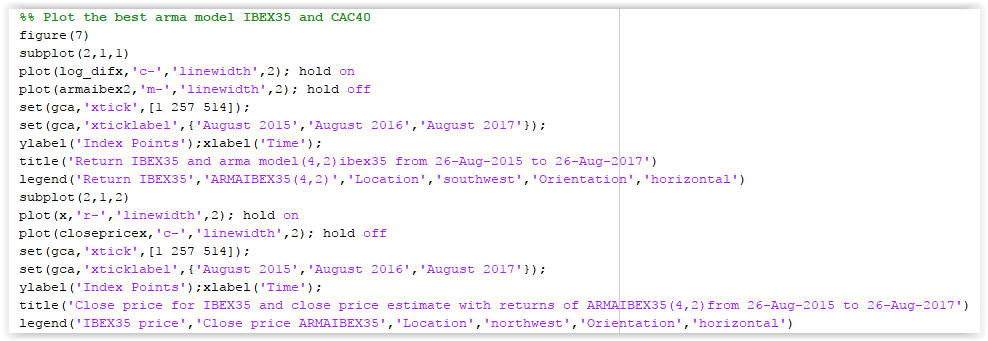 %% Plot the best arma model IBEX35 and CAC40
figure(7)
subplot(2,1,1)
plot(log_difx,'c-','linewidth',2); hold on
plot(armaibex2,'m-','linewidth',2); hold off
set(gca,'xtick',[1 257 514]);
set(gca,'xticklabel',{'August 2015','August 2016','August 2017'});
ylabel('Index Points');xlabel('Time');
title('Return IBEX35 and arma model(4,2)ibex35 from 26-Aug-2015 to 26-Aug-2017')
legend('Return IBEX35','ARMAIBEX35(4,2)','Location','southwest','Orientation','horizontal')
subplot(2,1,2)
plot(x,'r-','linewidth',2); hold on
plot(closepricex,'c-','linewidth',2); hold off
set(gca,'xtick',[1 257 514]);
set(gca,'xticklabel',{'August 2015','August 2016','August 2017'});
ylabel('Index Points');xlabel('Time');
title('Close price for IBEX35 and close price estimate with returns of ARMAIBEX35(4,2)from 26-Aug-2015 to 26-Aug-2017')
legend('IBEX35 price','Close price ARMAIBEX35','Location','northwest','Orientation','horizontal')